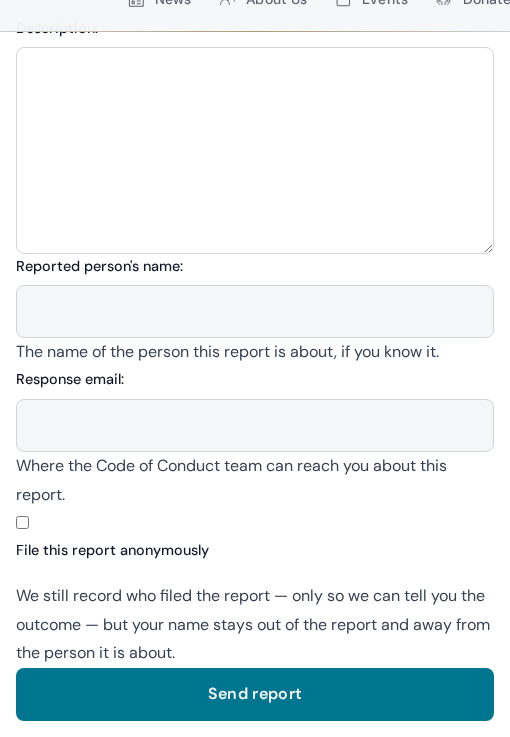 News About Us Events Donate
Description:
Reported person's name:
The name of the person this report is about, if you know it.
Response email:
Where the Code of Conduct team can reach you about this
report.
File this report anonymously
We still record who filed the report — only so we can tell you the
outcome — but your name stays out of the report and away from
the person it is about.
Send report